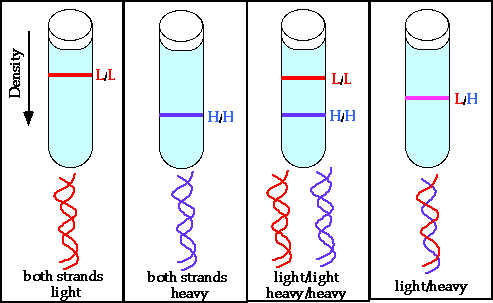 Density
L/L
both strands
light
H/H
both strands
heavy
L/L
H/H
light/light
heavy/heavy
L/H
light/heavy